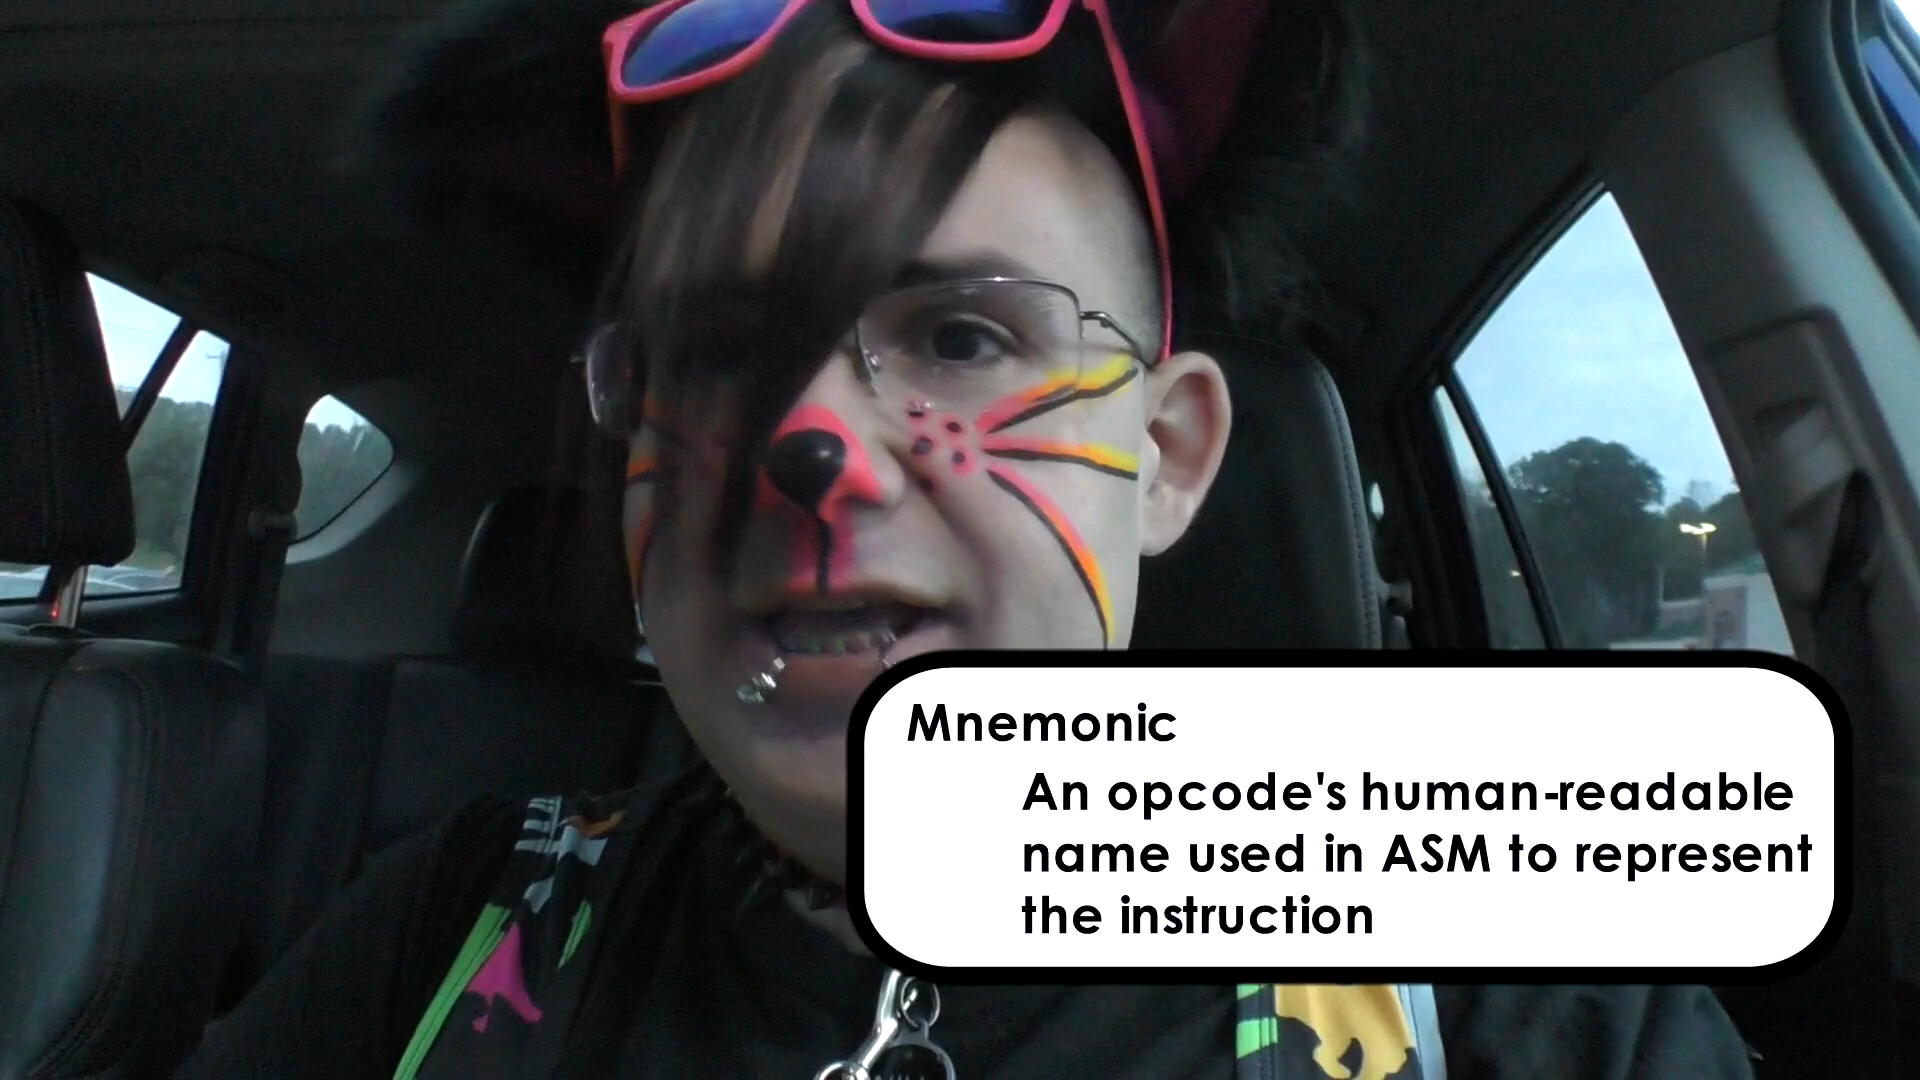 Mnemonic
An opcode's human-readable
name used in ASM to represent
the instruction